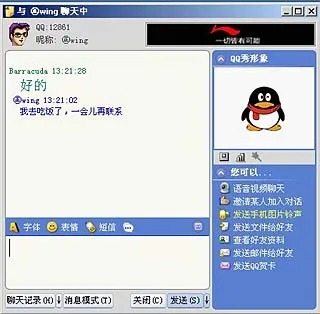 与 @wing 聊天中
QQ:12861
昵称: @wing
一切皆有可能
Barracuda 13:21:28
好的
@wing 13:21:02
我去吃饭了，一会儿再联系
QQ秀形象
您可以...
语音视频聊天
邀请某人加入对话
发送手机图片铃声
发送文件给好友
查看好友资料
发送邮件给好友
发送QQ贺卡
字体 表情 短信
聊天记录(H) 消息模式(T) 关闭(C) 发送(S)